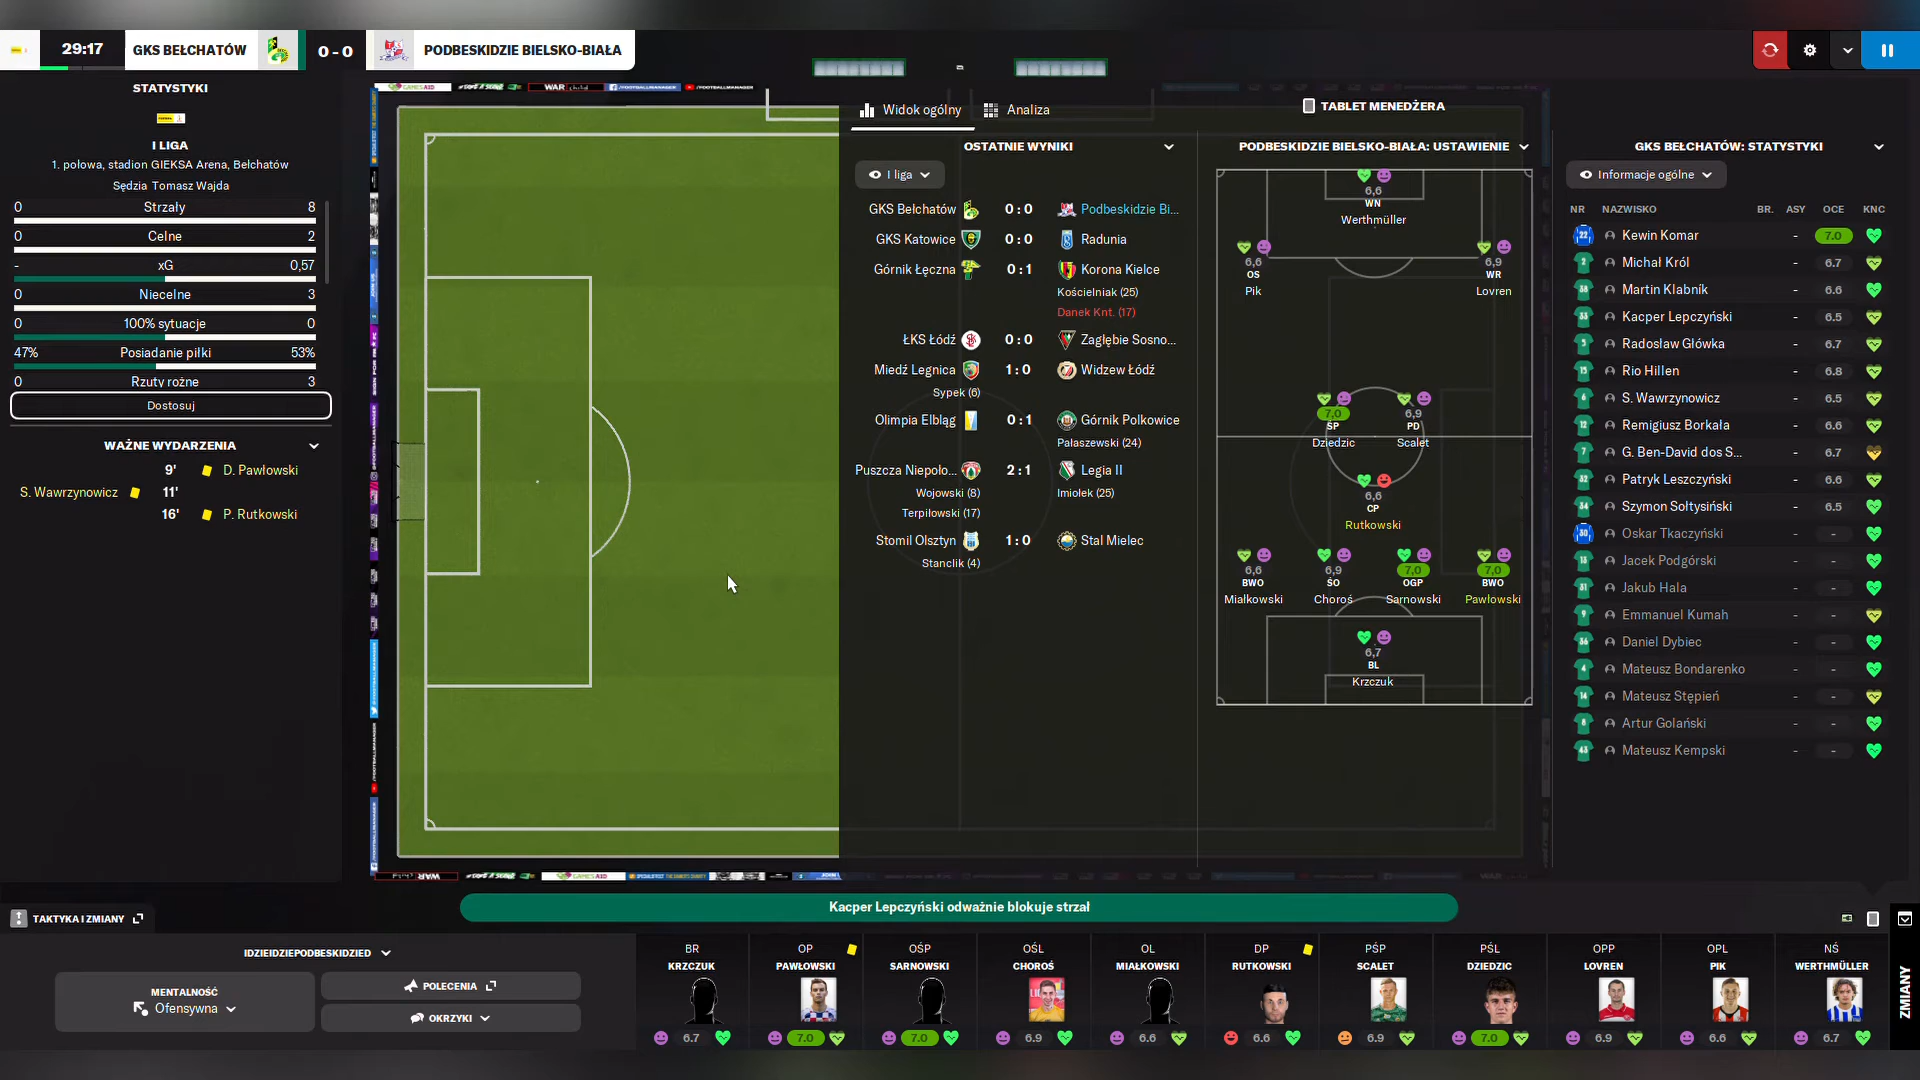 29:17
GKS BEŁCHATÓW
0 - 0
PODBESKIDZIE BIELSKO-BIAŁA
STATYSTYKI
I LIGA
1. połowa, stadion GIEKSA Arena, Bełchatów
Sędzia Tomasz Wajda
0 Strzały 8
0 Celne 2
- xG 0,57
0 Niecelne 3
0 100% sytuacje 0
47% Posiadanie piłki 53%
0 Rzuty rożne 3
Dostosuj
WAŻNE WYDARZENIA
9' D. Pawłowski
S. Wawrzynowicz 11'
16' P. Rutkowski
Widok ogólny
Analiza
TABLET MENEDŻERA
OSTATNIE WYNIKI
I liga
GKS Bełchatów 0 : 0 Podbeskidzie Bi...
GKS Katowice 0 : 0 Radunia
Górnik Łęczna 0 : 1 Korona Kielce
Kościelniak (25)
Danek Knt. (17)
ŁKS Łódź 0 : 0 Zagłębie Sosno...
Miedź Legnica 1 : 0 Widzew Łódź
Sypek (6)
Olimpia Elbląg 0 : 1 Górnik Polkowice
Pałaszewski (24)
Puszcza Niepoło... 2 : 1 Legia II
Wojowski (8) Imiołek (25)
Terpiłowski (17)
Stomil Olsztyn 1 : 0 Stal Mielec
Stanclik (4)
PODBESKIDZIE BIELSKO-BIAŁA: USTAWIENIE
6,6
WN
Werthmüller
6,6 6,9
OS WR
Pik Lovren
7,0 6,9
ŚP PD
Dziedzic Scalet
6,6
CP
Rutkowski
6,6 6,9 7,0 7,0
BWO ŚO OGP BWO
Miałkowski Choroś Sarnowski Pawłowski
6,7
BL
Krzczuk
GKS BEŁCHATÓW: STATYSTYKI
Informacje ogólne
NR NAZWISKO BR. ASY OCE KNC
22 Kewin Komar - 7.0
2 Michał Król - 6.7
Martin Klabník - 6.6
Kacper Lepczyński - 6.5
5 Radosław Główka - 6.7
15 Rio Hillen - 6.8
6 S. Wawrzynowicz - 6.5
12 Remigiusz Borkała - 6.6
7 G. Ben-David dos S... - 6.7
Patryk Leszczyński - 6.6
Szymon Sołtysiński - 6.5
Oskar Tkaczyński - -
Jacek Podgórski - -
Jakub Hala - -
9 Emmanuel Kumah - -
Daniel Dybiec - -
4 Mateusz Bondarenko - -
14 Mateusz Stępień - -
8 Artur Golański - -
Mateusz Kempski - -
Kacper Lepczyński odważnie blokuje strzał
TAKTYKA I ZMIANY
IDZIEIDZIEPODBESKIDZIED
MENTALNOŚĆ
Ofensywna
POLECENIA
OKRZYKI
BR OP OŚP OŚL OL DP PŚP PŚL OPP OPL NŚ
KRZCZUK PAWŁOWSKI SARNOWSKI CHOROŚ MIAŁKOWSKI RUTKOWSKI SCALET DZIEDZIC LOVREN PIK WERTHMÜLLER
6.7 7.0 7.0 6.9 6.6 6.6 6.9 7.0 6.9 6.6 6.7
ZMIANY